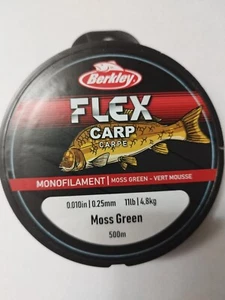 Berkley
FLEX
CARP
CARPE
MONOFILAMENT | MOSS GREEN - VERT MOUSSE
0.010in | 0.25mm 11lb | 4,8kg
Moss Green
500m